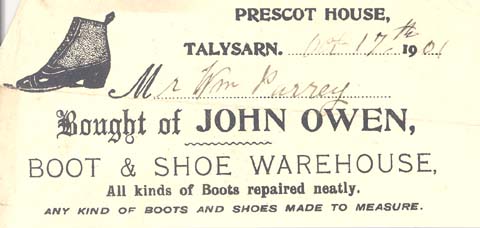 PRESCOT HOUSE,
TALYSARN. Oct 17th 1901
Mr Wm Parrey
Bought of JOHN OWEN,
BOOT & SHOE WAREHOUSE,
All kinds of Boots repaired neatly.
ANY KIND OF BOOTS AND SHOES MADE TO MEASURE.